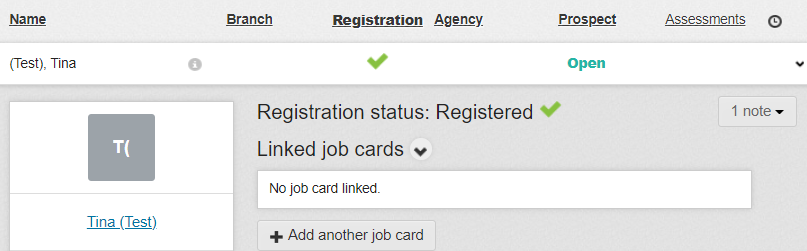 Name Branch Registration Agency Prospect Assessments
(Test), Tina Open
Registration status: Registered
1 note
T(
Linked job cards
No job card linked.
Tina (Test)
Add another job card